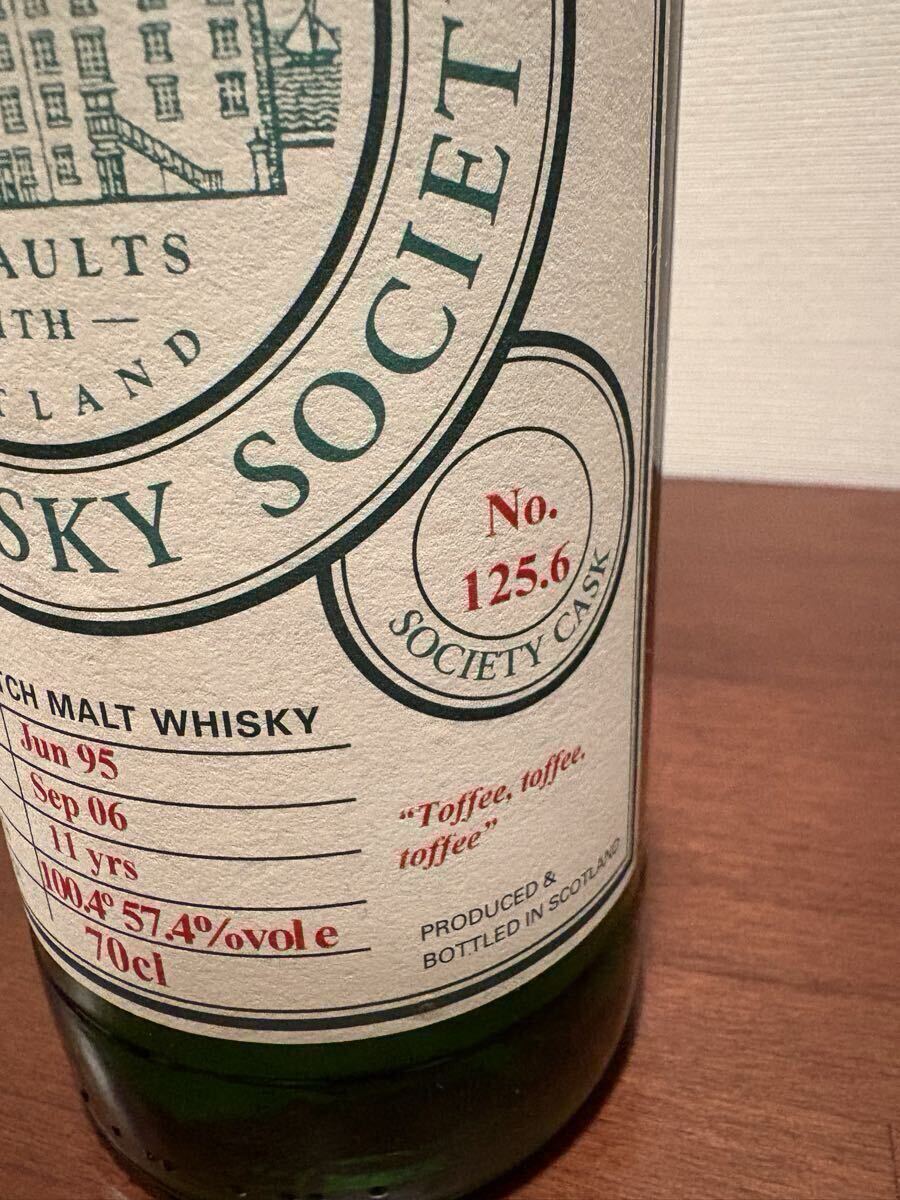 AULTS
ITH —
TLAND
SKY SOCIET
No.
125.6
SOCIETY CASK
TCH MALT WHISKY
Jun 95
Sep 06
11 yrs
100.4° 57.4%vol e
70cl
"Toffee, toffee,
toffee"
PRODUCED &
BOTTLED IN SCOTLAND